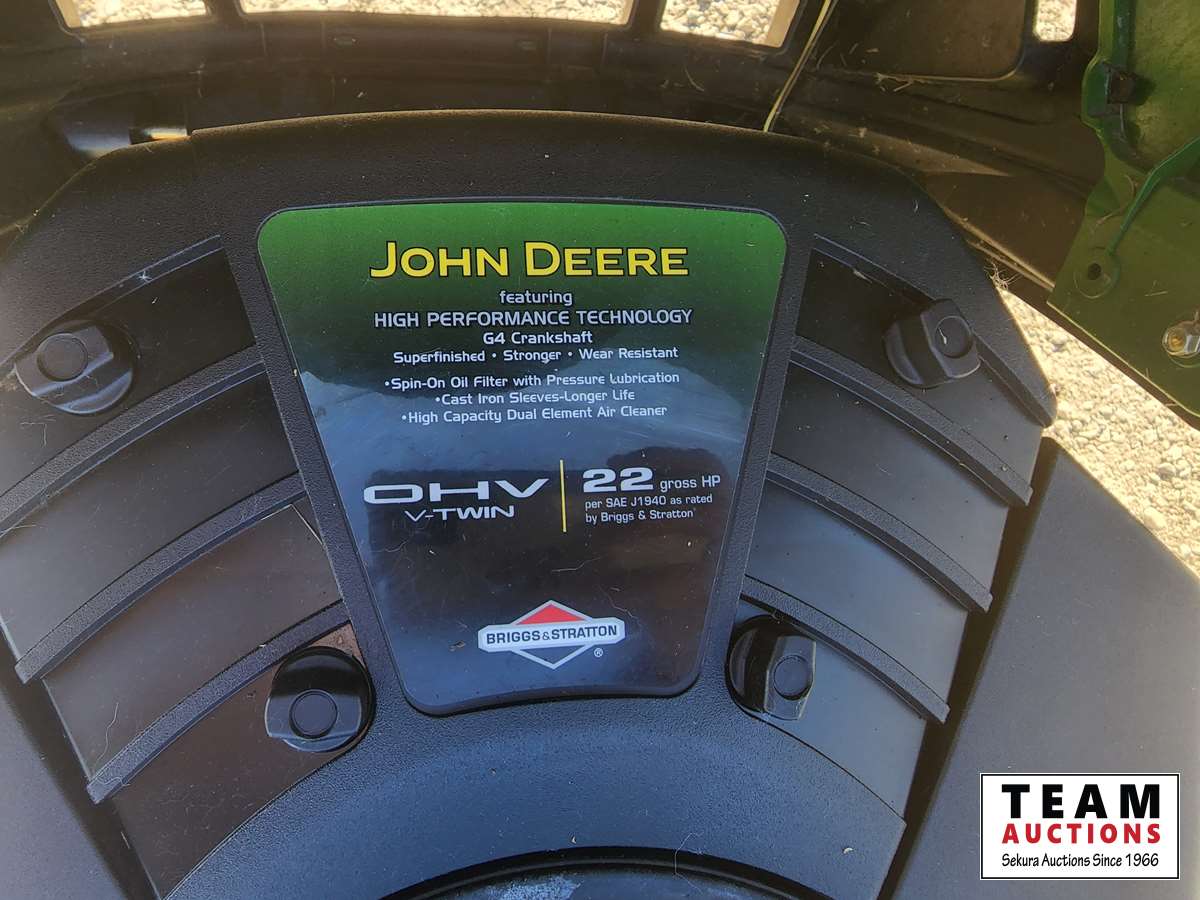 JOHN DEERE
featuring
HIGH PERFORMANCE TECHNOLOGY
G4 Crankshaft
Superfinished • Stronger • Wear Resistant
•Spin-On Oil Filter with Pressure Lubrication
•Cast Iron Sleeves-Longer Life
•High Capacity Dual Element Air Cleaner
OHV
V-TWIN
22 gross HP
per SAE J1940 as rated
by Briggs & Stratton
BRIGGS&STRATTON
®
TEAM
AUCTIONS
Sekura Auctions Since 1966